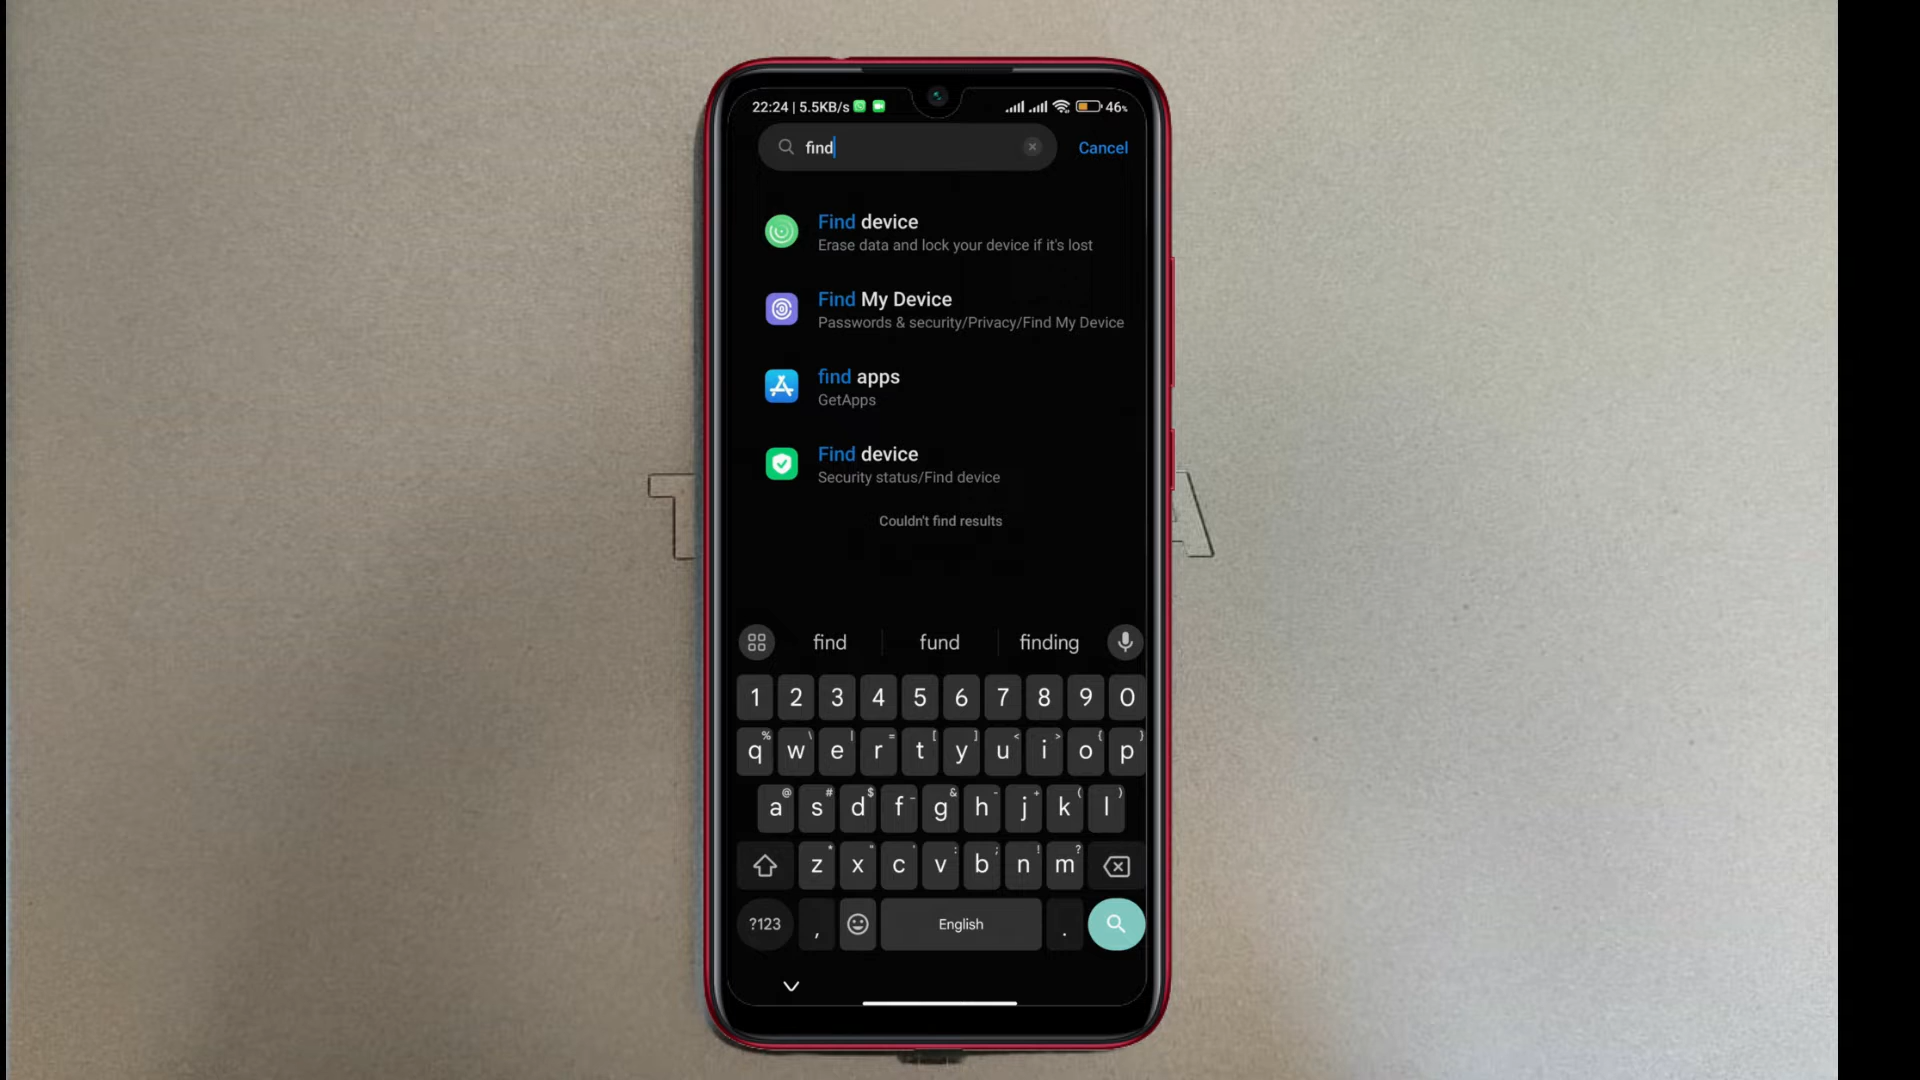 22:24 | 5.5KB/s 46%
find Cancel
Find device
Erase data and lock your device if it's lost
Find My Device
Passwords & security/Privacy/Find My Device
find apps
GetApps
Find device
Security status/Find device
Couldn't find results
T A
find fund finding
1 2 3 4 5 6 7 8 9 0
% \ | = [ ] < > { }
q w e r t y u i o p
@ # $ _ & - + ( )
a s d f g h j k l
* " ' : ; ! ?
z x c v b n m
?123 , English .